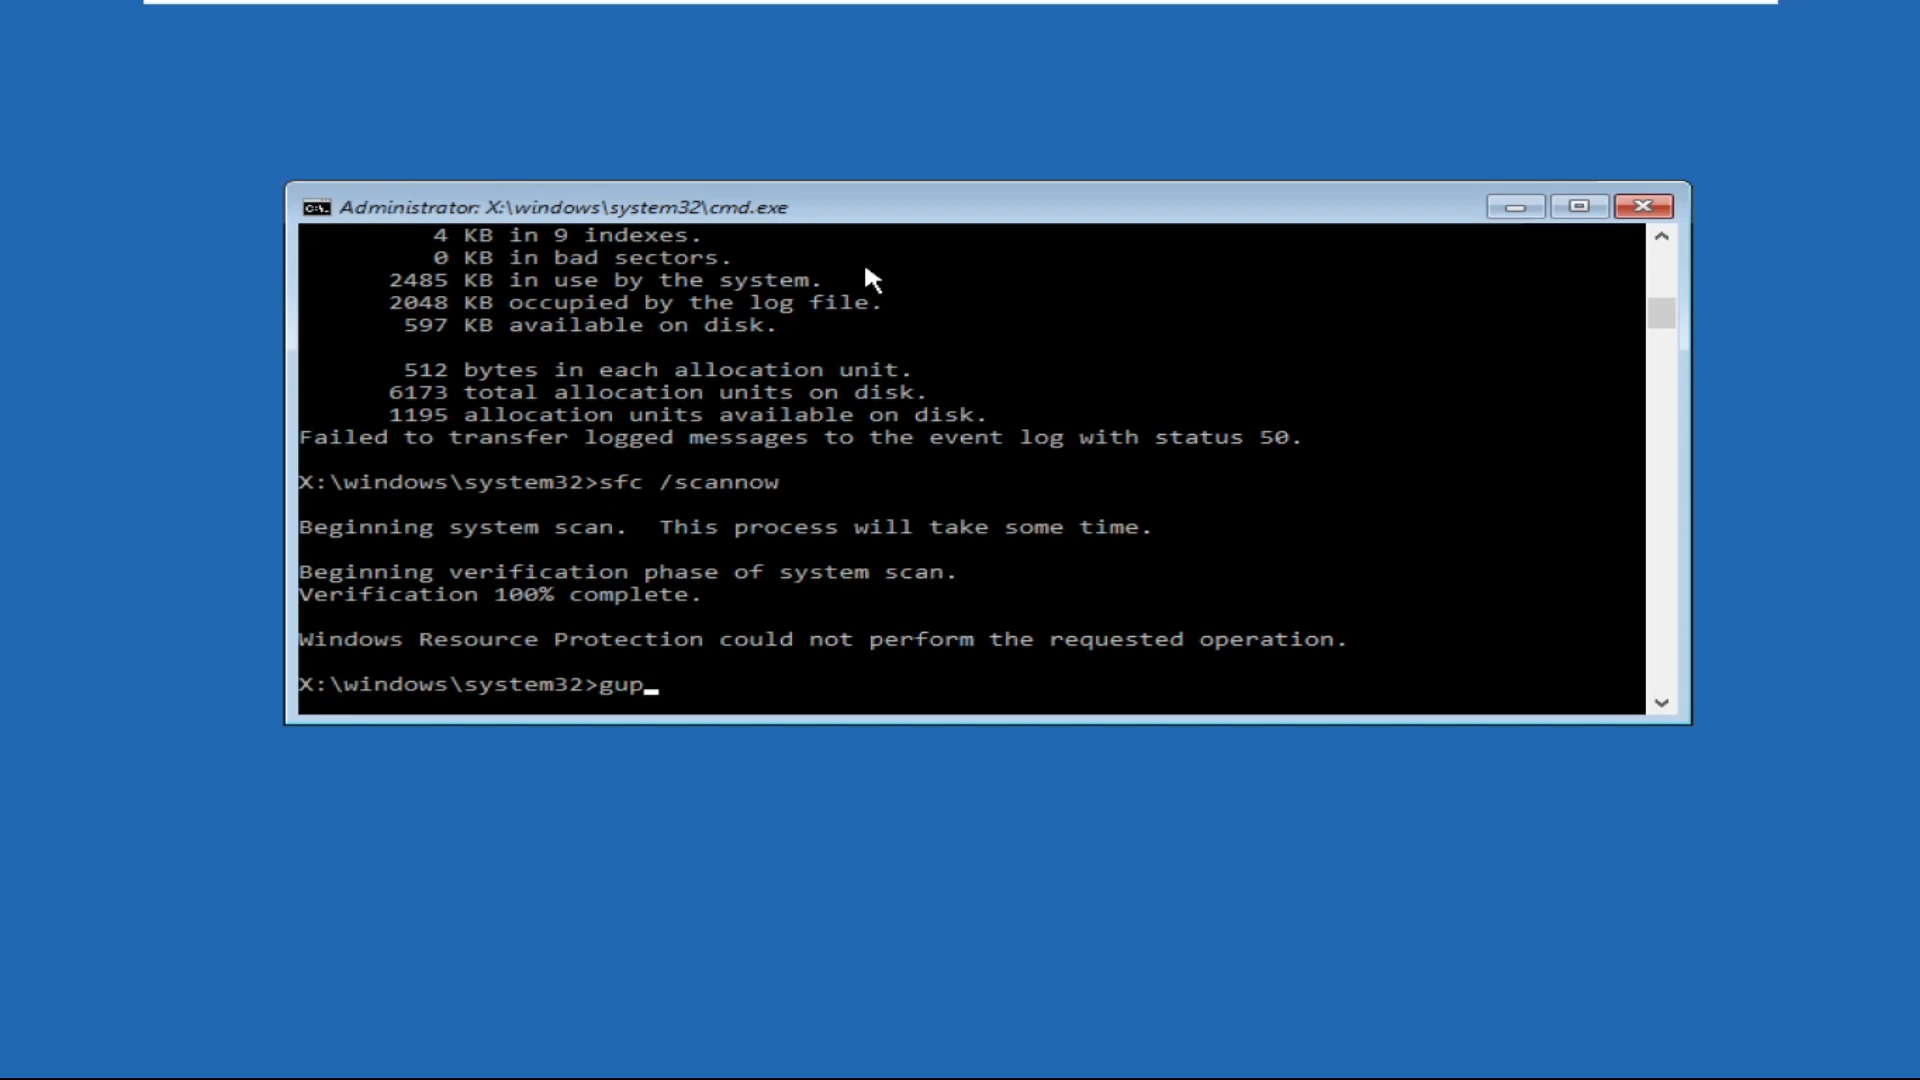 Administrator: X:\windows\system32\cmd.exe
4 KB in 9 indexes.
0 KB in bad sectors.
2485 KB in use by the system.
2048 KB occupied by the log file.
597 KB available on disk.
512 bytes in each allocation unit.
6173 total allocation units on disk.
1195 allocation units available on disk.
Failed to transfer logged messages to the event log with status 50.
X:\windows\system32>sfc /scannow
Beginning system scan.  This process will take some time.
Beginning verification phase of system scan.
Verification 100% complete.
Windows Resource Protection could not perform the requested operation.
X:\windows\system32>gup